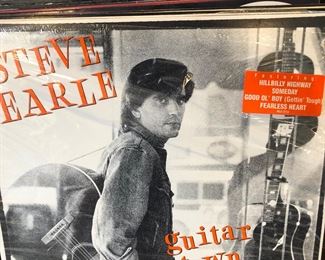 STEVE
EARLE
Featuring
HILLBILLY HIGHWAY
SOMEDAY
GOOD OL' BOY (Gettin' Tough)
FEARLESS HEART
guitar